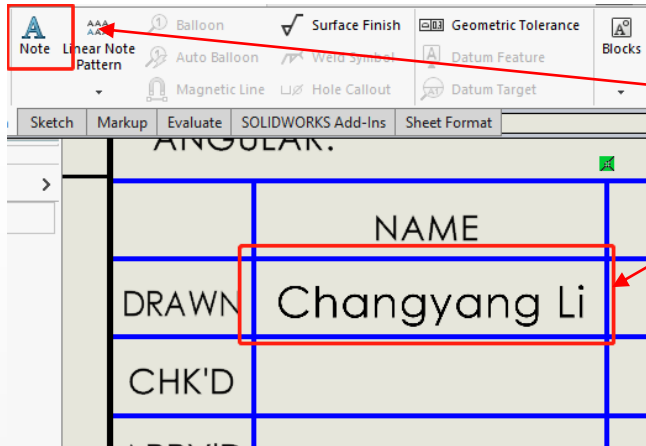 Note
Linear Note
Pattern
Balloon
Auto Balloon
Magnetic Line
Surface Finish
Weld Symbol
Hole Callout
Geometric Tolerance
Datum Feature
Datum Target
Blocks
Sketch Markup Evaluate SOLIDWORKS Add-Ins Sheet Format
ANGULAR:
NAME
DRAWN Changyang Li
CHK'D
APPV'D